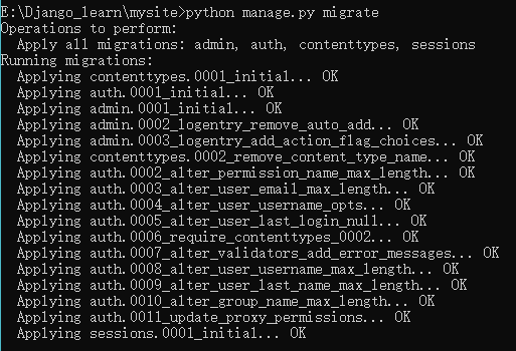 E:\Django_learn\mysite>python manage.py migrate
Operations to perform:
  Apply all migrations: admin, auth, contenttypes, sessions
Running migrations:
  Applying contenttypes.0001_initial... OK
  Applying auth.0001_initial... OK
  Applying admin.0001_initial... OK
  Applying admin.0002_logentry_remove_auto_add... OK
  Applying admin.0003_logentry_add_action_flag_choices... OK
  Applying contenttypes.0002_remove_content_type_name... OK
  Applying auth.0002_alter_permission_name_max_length... OK
  Applying auth.0003_alter_user_email_max_length... OK
  Applying auth.0004_alter_user_username_opts... OK
  Applying auth.0005_alter_user_last_login_null... OK
  Applying auth.0006_require_contenttypes_0002... OK
  Applying auth.0007_alter_validators_add_error_messages... OK
  Applying auth.0008_alter_user_username_max_length... OK
  Applying auth.0009_alter_user_last_name_max_length... OK
  Applying auth.0010_alter_group_name_max_length... OK
  Applying auth.0011_update_proxy_permissions... OK
  Applying sessions.0001_initial... OK